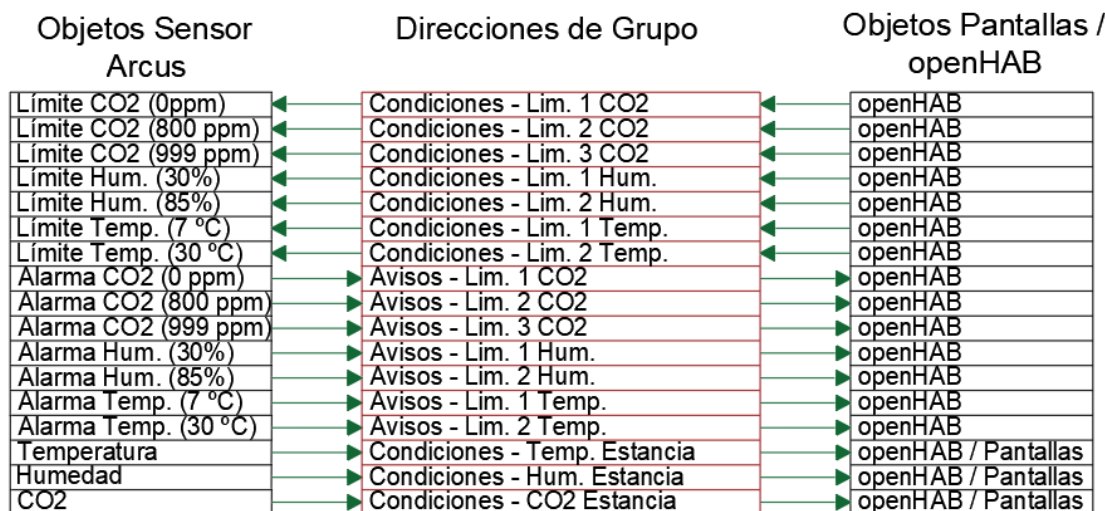 Objetos Sensor
Arcus
Direcciones de Grupo
Objetos Pantallas /
openHAB
Límite CO2 (0ppm) Condiciones - Lim. 1 CO2 openHAB
Límite CO2 (800 ppm) Condiciones - Lim. 2 CO2 openHAB
Límite CO2 (999 ppm) Condiciones - Lim. 3 CO2 openHAB
Límite Hum. (30%) Condiciones - Lim. 1 Hum. openHAB
Límite Hum. (85%) Condiciones - Lim. 2 Hum. openHAB
Límite Temp. (7 ºC) Condiciones - Lim. 1 Temp. openHAB
Límite Temp. (30 ºC) Condiciones - Lim. 2 Temp. openHAB
Alarma CO2 (0 ppm) Avisos - Lim. 1 CO2 openHAB
Alarma CO2 (800 ppm) Avisos - Lim. 2 CO2 openHAB
Alarma CO2 (999 ppm) Avisos - Lim. 3 CO2 openHAB
Alarma Hum. (30%) Avisos - Lim. 1 Hum. openHAB
Alarma Hum. (85%) Avisos - Lim. 2 Hum. openHAB
Alarma Temp. (7 ºC) Avisos - Lim. 1 Temp. openHAB
Alarma Temp. (30 ºC) Avisos - Lim. 2 Temp. openHAB
Temperatura Condiciones - Temp. Estancia openHAB / Pantallas
Humedad Condiciones - Hum. Estancia openHAB / Pantallas
CO2 Condiciones - CO2 Estancia openHAB / Pantallas